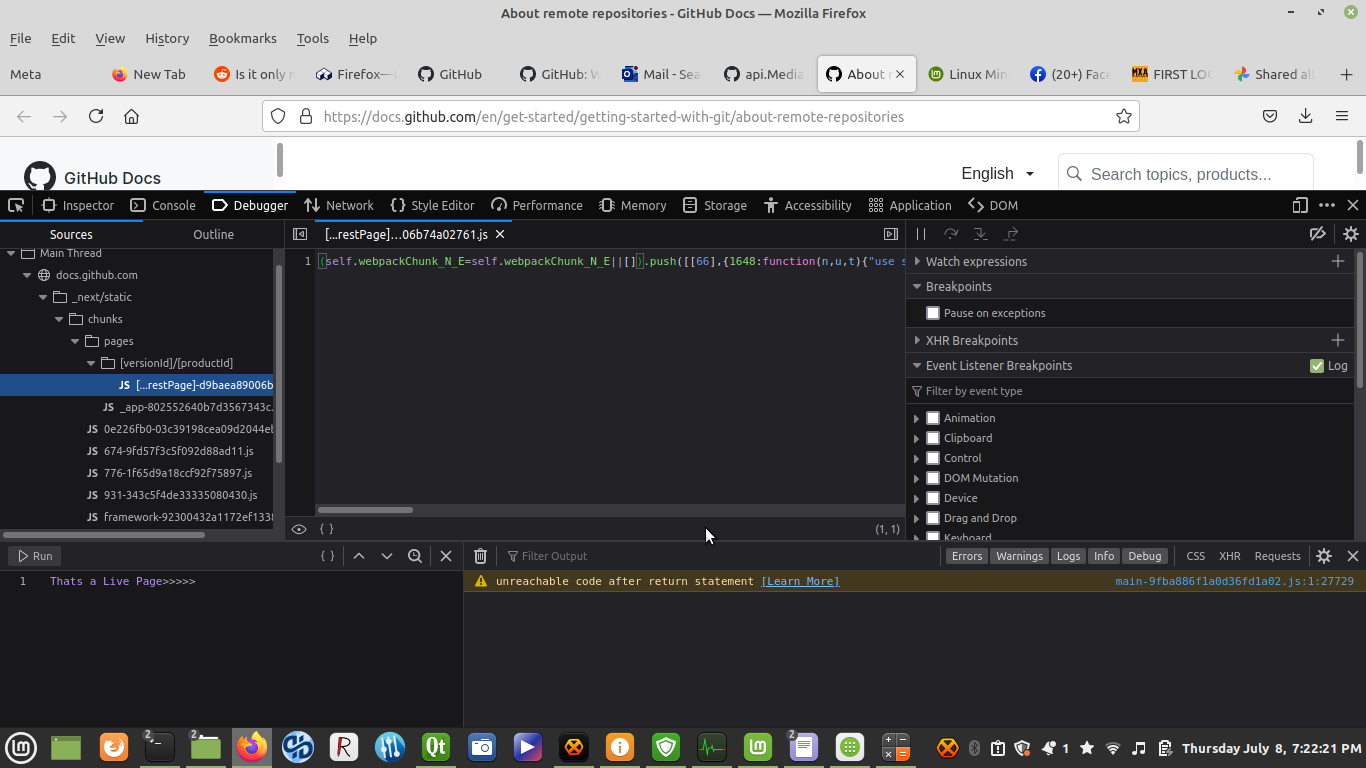 About remote repositories - GitHub Docs — Mozilla Firefox
File Edit View History Bookmarks Tools Help
Meta New Tab Is it only Firefox— GitHub GitHub: Mail - Sea api.Media About Linux Min (20+) Fac FIRST LO Shared al
https://docs.github.com/en/get-started/getting-started-with-git/about-remote-repositories
GitHub Docs English Search topics, products...
Inspector Console Debugger Network Style Editor Performance Memory Storage Accessibility Application DOM
Sources Outline [...restPage]...06b74a02761.js
Main Thread
docs.github.com
_next/static
chunks
pages
[versionId]/[productId]
JS [...restPage]-d9baea89006b
JS _app-802552640b7d3567343c.
JS 0e226fb0-03c39198cea09d2044eb
JS 674-9fd57f3c5f092d88ad11.js
JS 776-1f65d9a18ccf92f75897.js
JS 931-343c5f4de33335080430.js
JS framework-92300432a1172ef1338
1 (self.webpackChunk_N_E=self.webpackChunk_N_E||[]).push([[66],{1648:function(n,u,t){"use s
{ } (1, 1)
Watch expressions
Breakpoints
Pause on exceptions
XHR Breakpoints
Event Listener Breakpoints Log
Filter by event type
Animation
Clipboard
Control
DOM Mutation
Device
Drag and Drop
Keyboard
Run { } Filter Output Errors Warnings Logs Info Debug CSS XHR Requests
1 Thats a Live Page>>>>>
unreachable code after return statement [Learn More] main-9fba886f1a0d36fd1a02.js:1:27729
2 2 R Qt MXA 2 MXA 1 Thursday July 8, 7:22:21 PM